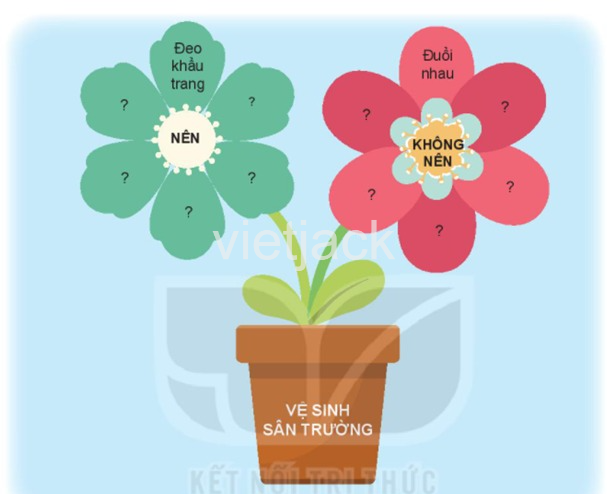 Đeo
khẩu
trang
?
?
NÊN
?
?
?
Đuổi
nhau
?
?
KHÔNG
NÊN
?
?
?
vietjack
VỆ SINH
SÂN TRƯỜNG
KẾT NỐI TRI THỨC